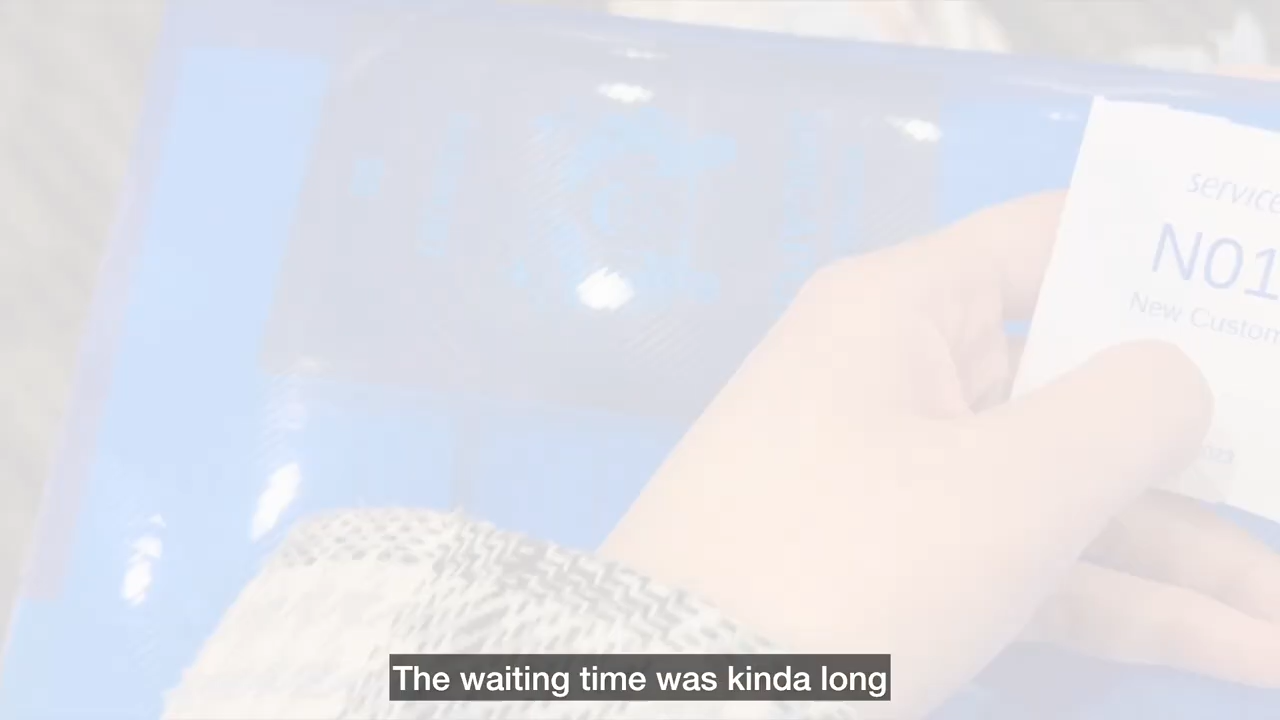 service
N01
New Custom
The waiting time was kinda long